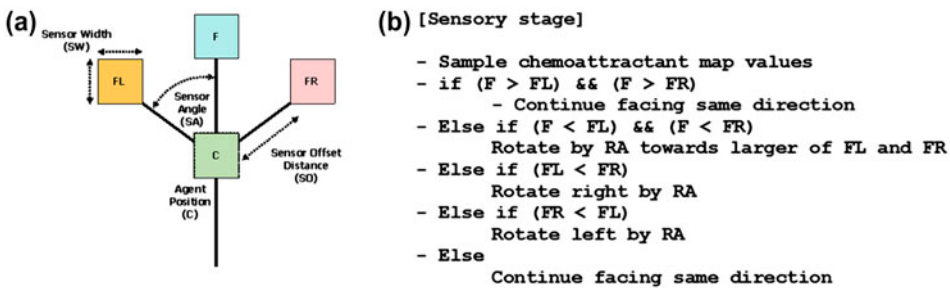 (a)
Sensor Width
(SW)
F
FL
FR
Sensor
Angle
(SA)
C
Sensor Offset
Distance
(SO)
Agent
Position
(C)
(b) [Sensory stage]
- Sample chemoattractant map values
- if (F > FL) && (F > FR)
- Continue facing same direction
- Else if (F < FL) && (F < FR)
Rotate by RA towards larger of FL and FR
- Else if (FL < FR)
Rotate right by RA
- Else if (FR < FL)
Rotate left by RA
- Else
Continue facing same direction